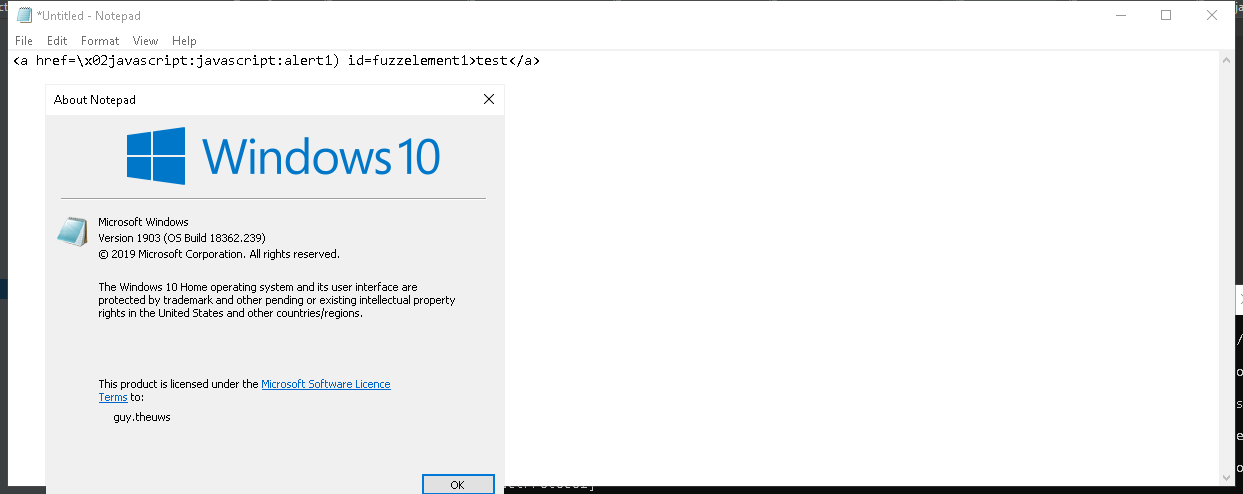 *Untitled - Notepad
File Edit Format View Help
<a href=\x02javascript:javascript:alert1) id=fuzzelement1>test</a>
About Notepad
Windows 10
Microsoft Windows
Version 1903 (OS Build 18362.239)
© 2019 Microsoft Corporation. All rights reserved.
The Windows 10 Home operating system and its user interface are
protected by trademark and other pending or existing intellectual property
rights in the United States and other countries/regions.
This product is licensed under the Microsoft Software Licence
Terms to:
guy.theuws
OK